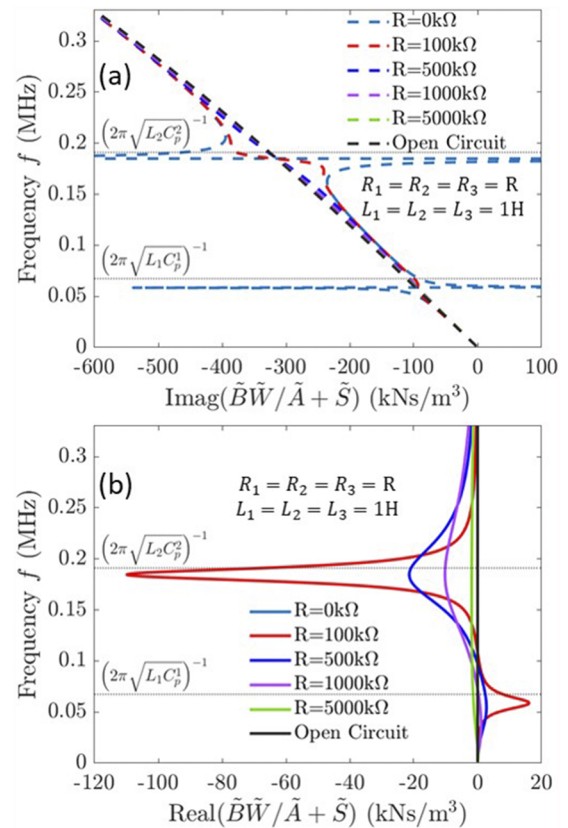 (a)
R=0kΩ
R=100kΩ
R=500kΩ
R=1000kΩ
R=5000kΩ
Open Circuit
R₁ = R₂ = R₃ = R
L₁ = L₂ = L₃ = 1H
(2π√(L₂C_p²))⁻¹
(2π√(L₁C_p¹))⁻¹
Frequency f (MHz)
0.3
0.25
0.2
0.15
0.1
0.05
0
-600 -500 -400 -300 -200 -100 0 100
Imag(B̃W̃/Ã + S̃) (kNs/m³)
(b)
R₁ = R₂ = R₃ = R
L₁ = L₂ = L₃ = 1H
(2π√(L₂C_p²))⁻¹
R=0kΩ
R=100kΩ
R=500kΩ
R=1000kΩ
R=5000kΩ
Open Circuit
(2π√(L₁C_p¹))⁻¹
Frequency f (MHz)
0.3
0.25
0.2
0.15
0.1
0.05
0
-120 -100 -80 -60 -40 -20 0 20
Real(B̃W̃/Ã + S̃) (kNs/m³)